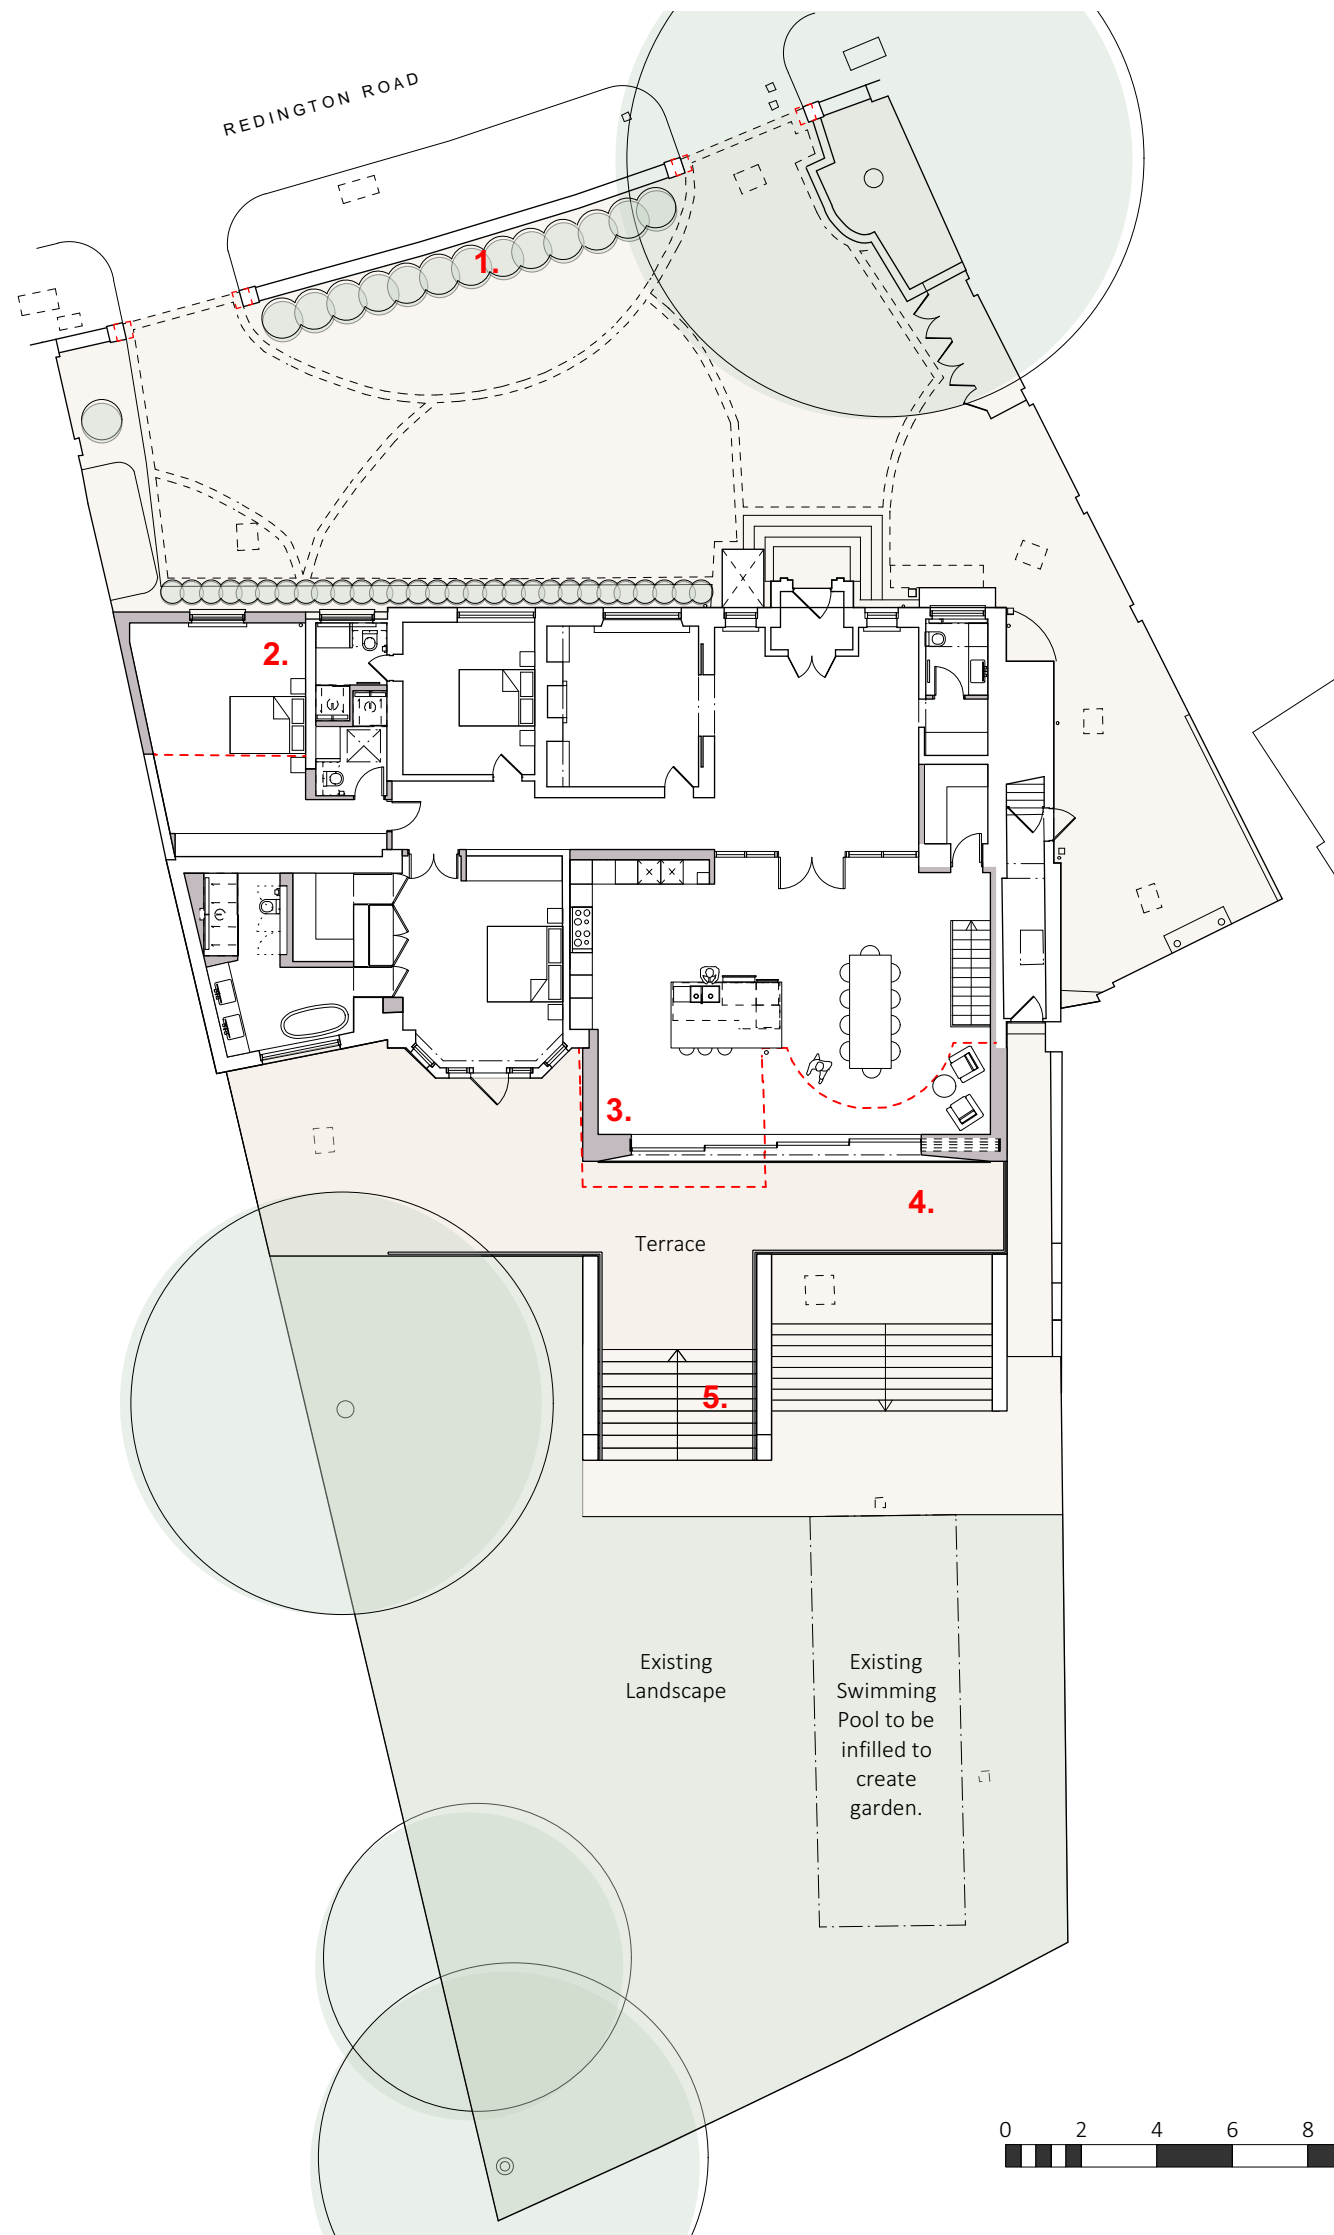 REDINGTON ROAD
1.
2.
3.
4.
Terrace
5.
Existing
Landscape
Existing
Swimming
Pool to be
infilled to
create
garden.
0 2 4 6 8